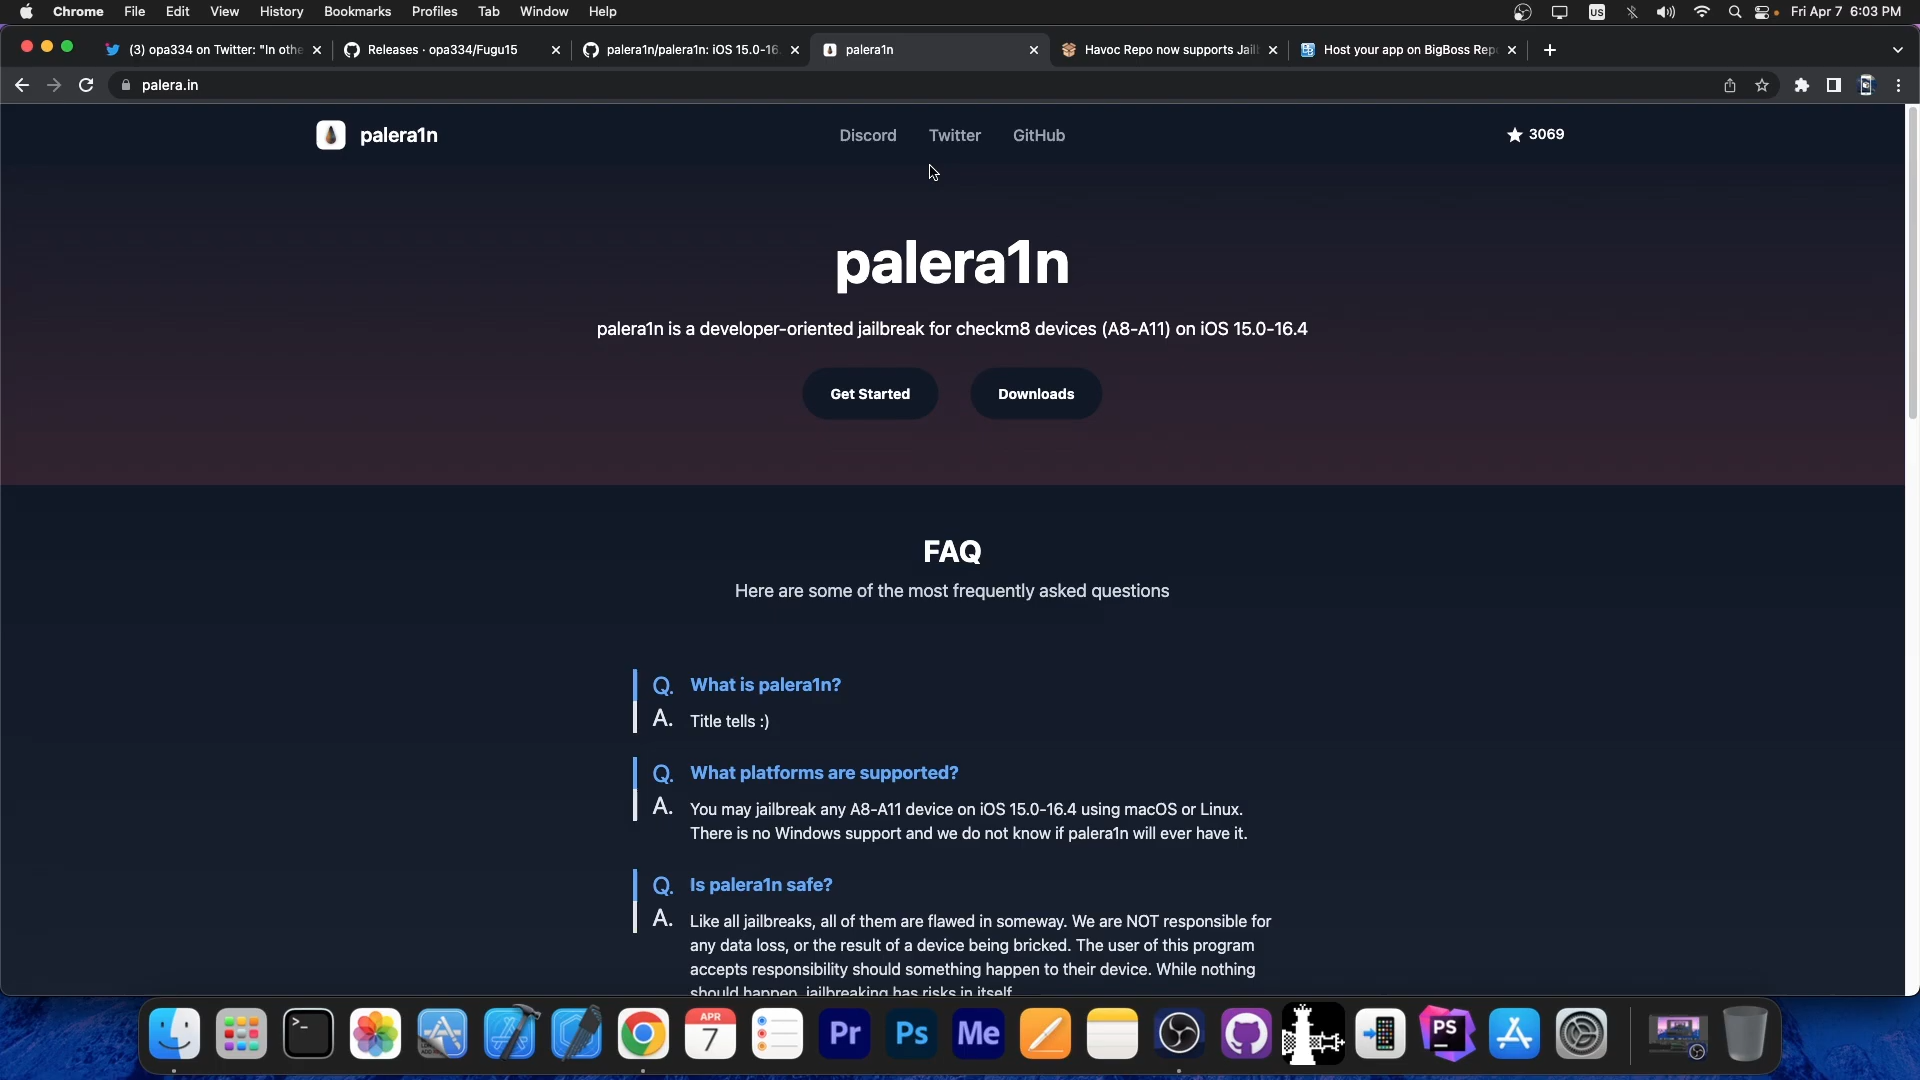 Chrome File Edit View History Bookmarks Profiles Tab Window Help US Fri Apr 7 6:03 PM
(3) opa334 on Twitter: "In othe Releases · opa334/Fugu15 palera1n/palera1n: iOS 15.0-16. palera1n Havoc Repo now supports Jail Host your app on BigBoss Rep
palera.in
palera1n Discord Twitter GitHub 3069
palera1n
palera1n is a developer-oriented jailbreak for checkm8 devices (A8-A11) on iOS 15.0-16.4
Get Started Downloads
FAQ
Here are some of the most frequently asked questions
Q. What is palera1n?
A. Title tells :)
Q. What platforms are supported?
A. You may jailbreak any A8-A11 device on iOS 15.0-16.4 using macOS or Linux.
There is no Windows support and we do not know if palera1n will ever have it.
Q. Is palera1n safe?
A. Like all jailbreaks, all of them are flawed in someway. We are NOT responsible for
any data loss, or the result of a device being bricked. The user of this program
accepts responsibility should something happen to their device. While nothing
should happen, jailbreaking has risks in itself.
APR
7 Pr Ps Me PS